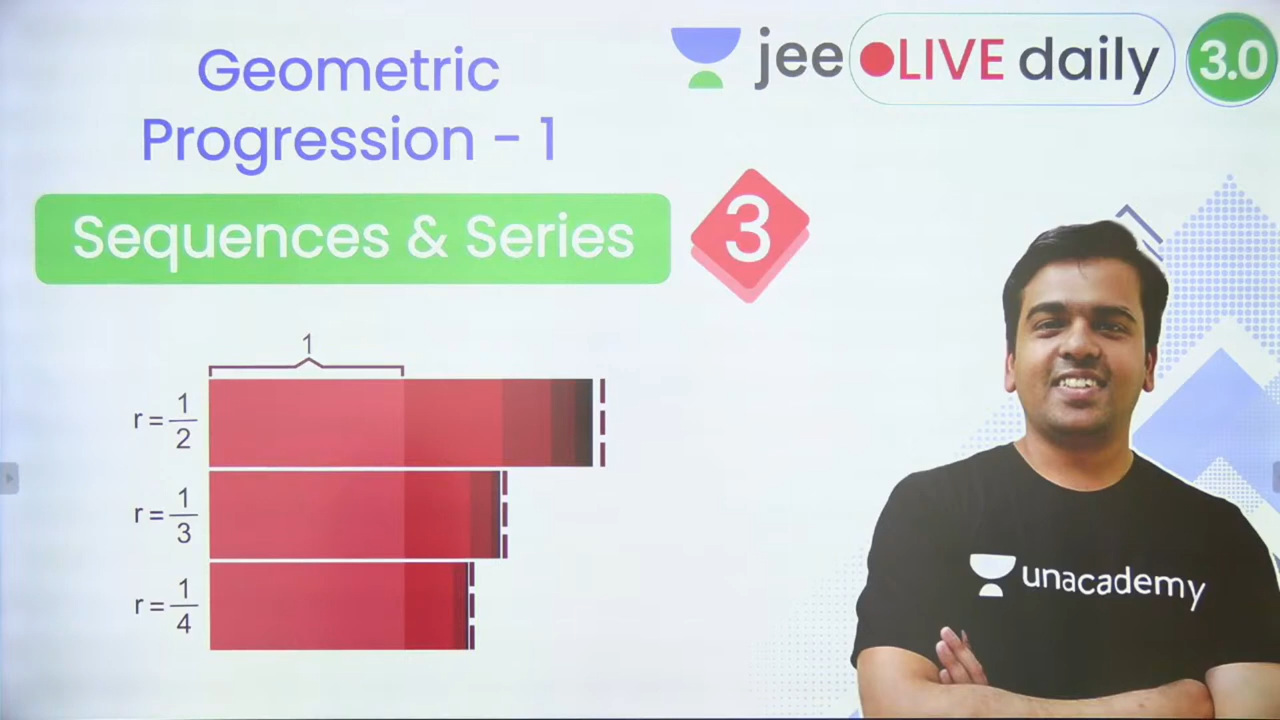 Geometric
Progression - 1
jee LIVE daily 3.0
Sequences & Series
3
1
r = 1/2
r = 1/3
r = 1/4
unacademy